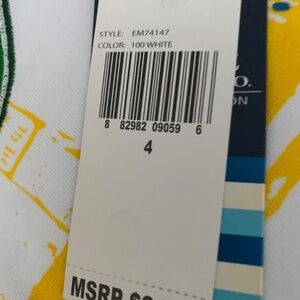 STYLE: EM74147
COLOR: 100 WHITE
8 82982 09059 6
4
MSRP